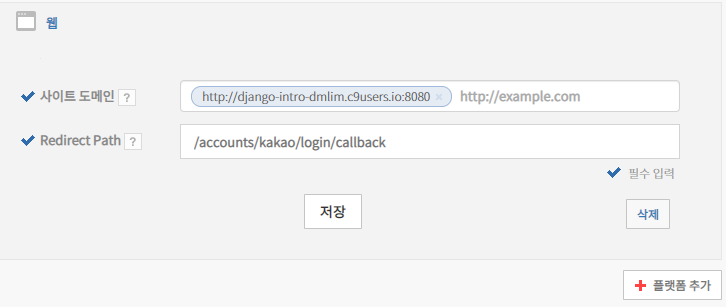 웹
사이트 도메인 ? http://django-intro-dmlim.c9users.io:8080 × http://example.com
Redirect Path ? /accounts/kakao/login/callback
필수 입력
저장 삭제
+ 플랫폼 추가